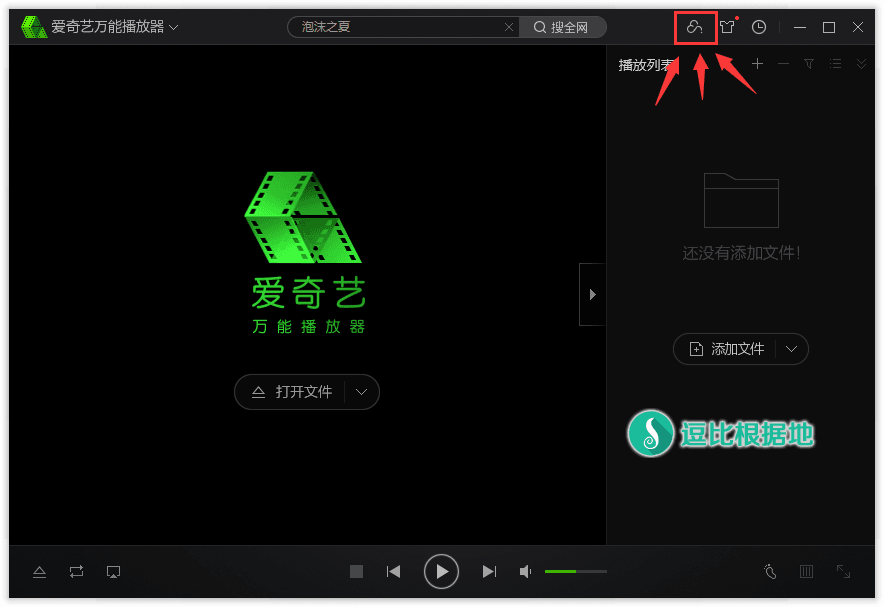 爱奇艺万能播放器
泡沫之夏
搜全网
播放列表
还没有添加文件!
爱奇艺
万能播放器
添加文件
打开文件
逗比根据地